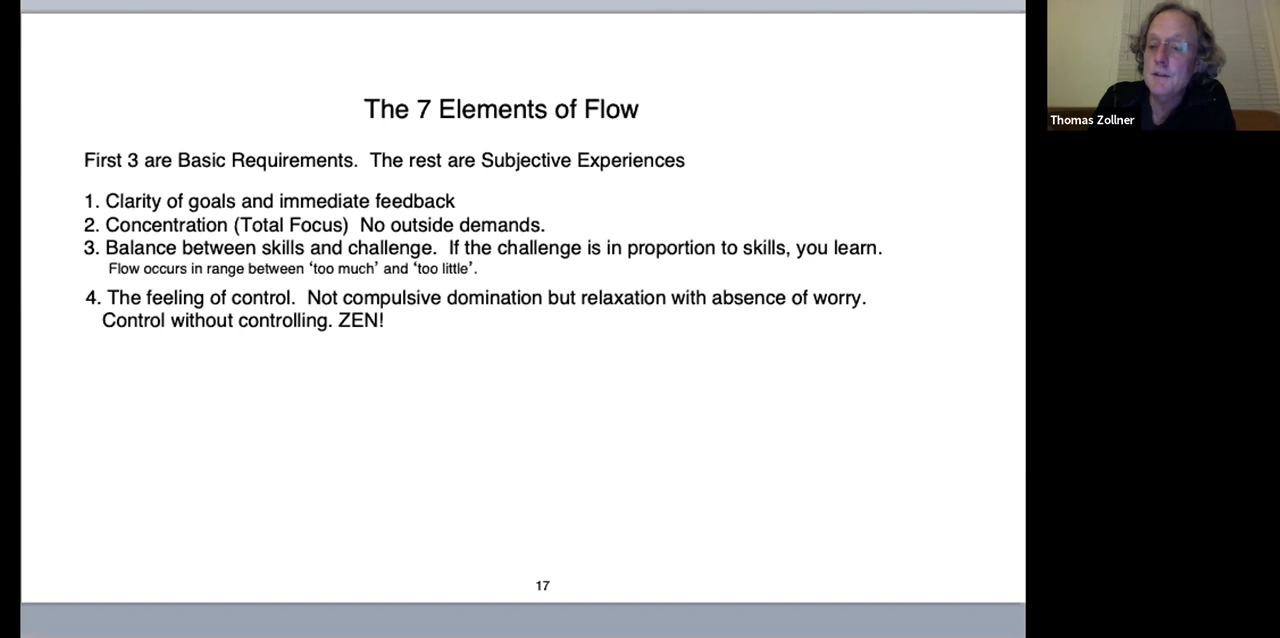 The 7 Elements of Flow
First 3 are Basic Requirements.  The rest are Subjective Experiences
1. Clarity of goals and immediate feedback
2. Concentration (Total Focus)  No outside demands.
3. Balance between skills and challenge.  If the challenge is in proportion to skills, you learn.
Flow occurs in range between ‘too much’ and ‘too little’.
4. The feeling of control.  Not compulsive domination but relaxation with absence of worry.
Control without controlling. ZEN!
17
Thomas Zollner